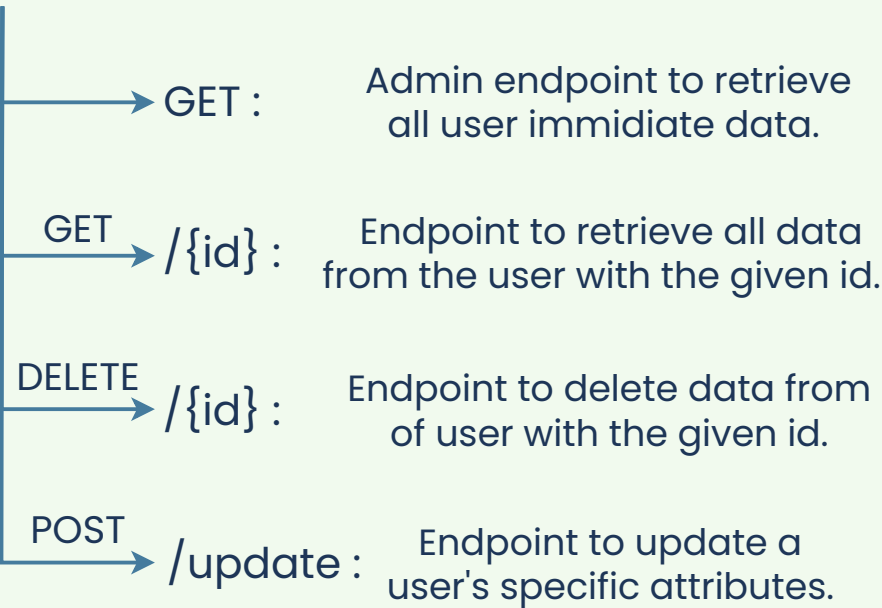 GET :
Admin endpoint to retrieve
all user immidiate data.
GET
/{id} :
Endpoint to retrieve all data
from the user with the given id.
DELETE
/{id} :
Endpoint to delete data from
of user with the given id.
POST
/update :
Endpoint to update a
user's specific attributes.